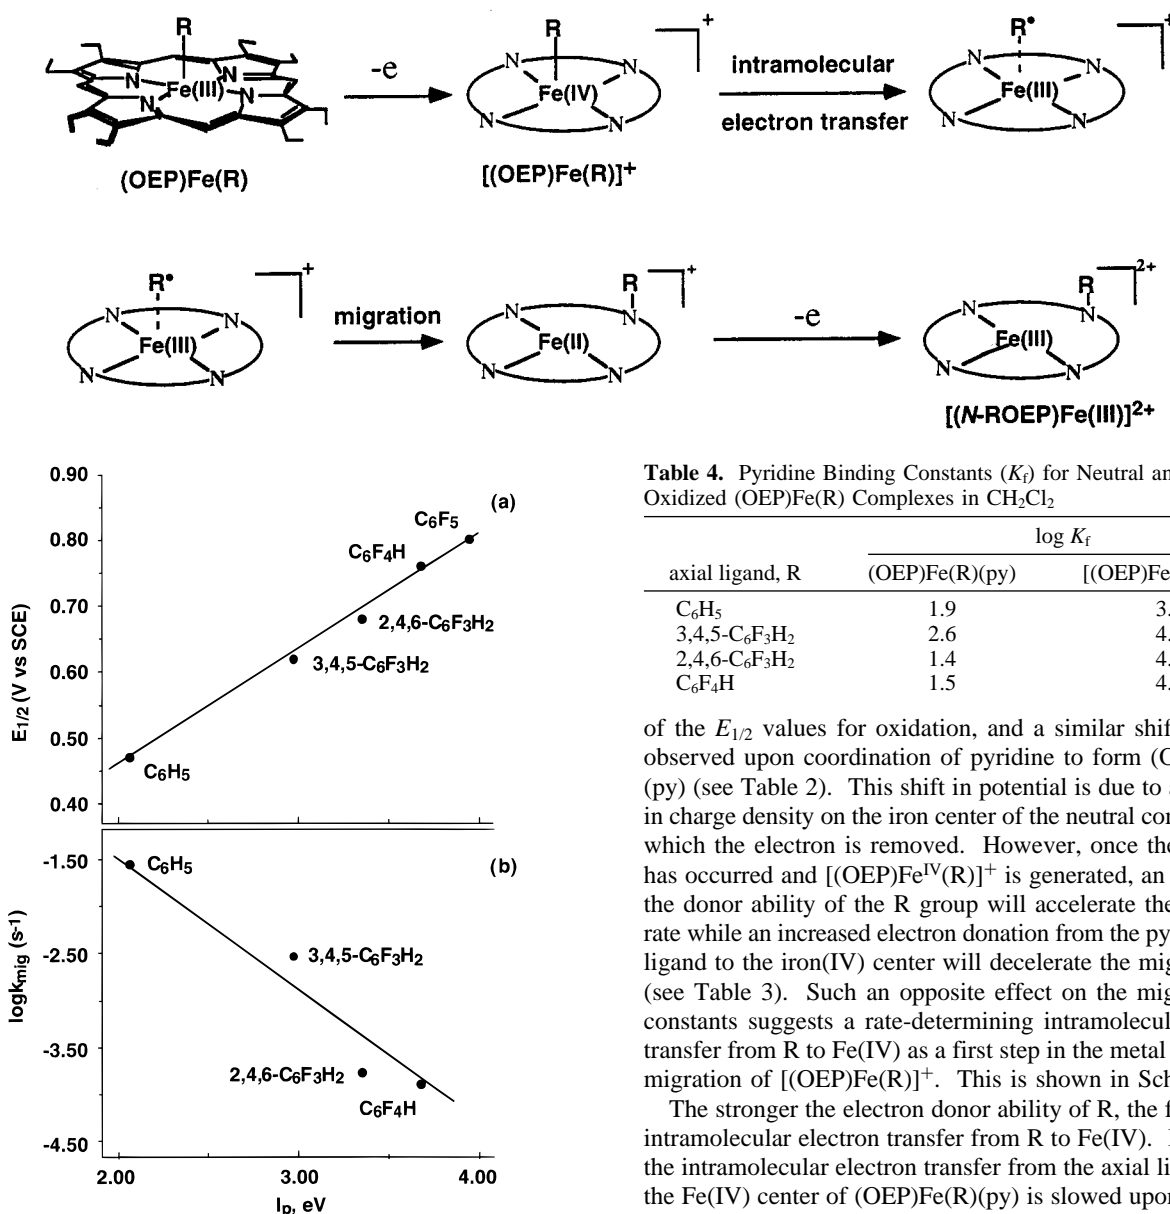 R
Fe(III)
N
N
N
N
(OEP)Fe(R)
-e
R
+
N
N
Fe(IV)
N
N
[(OEP)Fe(R)]+
intramolecular
electron transfer
R•
+
N
N
Fe(III)
N
N
R•
+
N
N
Fe(III)
N
N
migration
R
+
N
N
Fe(II)
N
N
-e
R
2+
N
N
Fe(III)
N
N
[(N-ROEP)Fe(III)]2+
0.90
0.80
0.70
0.60
0.50
0.40
E1/2 (V vs SCE)
(a)
C6F5
C6F4H
2,4,6-C6F3H2
3,4,5-C6F3H2
C6H5
-1.50
-2.50
-3.50
-4.50
logkmig (s-1)
(b)
C6H5
3,4,5-C6F3H2
2,4,6-C6F3H2
C6F4H
2.00
3.00
4.00
Ip, eV
Table 4. Pyridine Binding Constants (Kf) for Neutral an
Oxidized (OEP)Fe(R) Complexes in CH2Cl2
log Kf
axial ligand, R (OEP)Fe(R)(py) [(OEP)Fe
C6H5 1.9 3.
3,4,5-C6F3H2 2.6 4.
2,4,6-C6F3H2 1.4 4.
C6F4H 1.5 4.
of the E1/2 values for oxidation, and a similar shif
observed upon coordination of pyridine to form (O
(py) (see Table 2). This shift in potential is due to
in charge density on the iron center of the neutral cor
which the electron is removed. However, once the
has occurred and [(OEP)FeIV(R)]+ is generated, an
the donor ability of the R group will accelerate the
rate while an increased electron donation from the py
ligand to the iron(IV) center will decelerate the mig
(see Table 3). Such an opposite effect on the mig
constants suggests a rate-determining intramolecul
transfer from R to Fe(IV) as a first step in the metal
migration of [(OEP)Fe(R)]+. This is shown in Sch
The stronger the electron donor ability of R, the f
intramolecular electron transfer from R to Fe(IV).
the intramolecular electron transfer from the axial li
the Fe(IV) center of (OEP)Fe(R)(py) is slowed upon